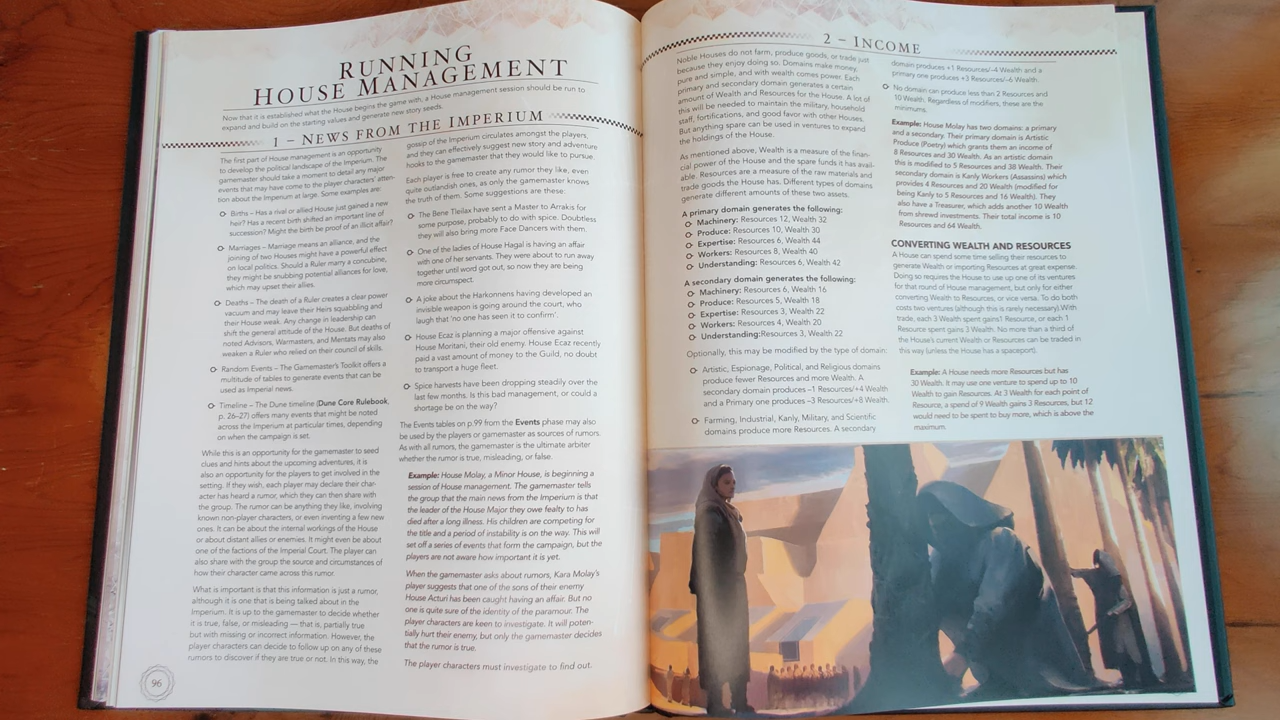 RUNNING
HOUSE MANAGEMENT
Now that it is established what the House begins the game with, a House management session should be run to
expand and build on the starting values and generate new story seeds.
1 – NEWS FROM THE IMPERIUM
The first part of House management is an opportunity
to develop the political landscape of the Imperium. The
gamemaster should take a moment to detail any major
events that may have come to the player characters' atten-
tion about the Imperium at large. Some examples are:
Births – Has a rival or allied House just gained a new
heir? Has a recent birth shifted an important line of
succession? Might the birth be proof of an illicit affair?
Marriages – Marriage means an alliance, and the
joining of two Houses might have a powerful effect
on local politics. Should a Ruler marry a concubine,
they might be snubbing potential alliances for love,
which may upset their allies.
Deaths – The death of a Ruler creates a clear power
vacuum and may leave their Heirs squabbling and
their House weak. Any change in leadership can
shift the general attitude of the House. But deaths of
noted Advisors, Warmasters, and Mentats may also
weaken a Ruler who relied on their council of skills.
Random Events – The Gamemaster's Toolkit offers a
multitude of tables to generate events that can be
used as Imperial news.
Timeline – The Dune timeline (Dune Core Rulebook,
p. 26–27) offers many events that might be noted
across the Imperium at particular times, depending
on when the campaign is set.
While this is an opportunity for the gamemaster to seed
clues and hints about the upcoming adventures, it is
also an opportunity for the players to get involved in the
setting. If they wish, each player may declare their char-
acter has heard a rumor, which they can then share with
the group. The rumor can be anything they like, involving
known non-player characters, or even inventing a few new
ones. It can be about the internal workings of the House
or about distant allies or enemies. It might even be about
one of the factions of the Imperial Court. The player can
also share with the group the source and circumstances of
how their character came across this rumor.
What is important is that this information is just a rumor,
although it is one that is being talked about in the
Imperium. It is up to the gamemaster to decide whether
it is true, false, or misleading — that is, partially true
but with missing or incorrect information. However, the
player characters can decide to follow up on any of these
rumors to discover if they are true or not. In this way, the
96
gossip of the Imperium circulates amongst the players,
and they can effectively suggest new story and adventure
hooks to the gamemaster that they would like to pursue.
Each player is free to create any rumor they like, even
quite outlandish ones, as only the gamemaster knows
the truth of them. Some suggestions are:
The Bene Tleilax have sent a Master to Arrakis for
some purpose, probably to do with spice. Doubtless
they will also bring more Face Dancers with them.
One of the ladies of House Hagal is having an affair
with one of her servants. They were about to run away
together until word got out, so now they are being
more circumspect.
A joke about the Harkonnens having developed an
invisible weapon is going around the court, who
laugh that 'no one has seen it to confirm'.
House Ecaz is planning a major offensive against
House Moritani, their old enemy. House Ecaz recently
paid a vast amount of money to the Guild, no doubt
to transport a huge fleet.
Spice harvests have been dropping steadily over the
last few months. Is this bad management, or could a
shortage be on the way?
The Events tables on p.99 from the Events phase may also
be used by the players or gamemaster as sources of rumors.
As with all rumors, the gamemaster is the ultimate arbiter
whether the rumor is true, misleading, or false.
Example: House Molay, a Minor House, is beginning a
session of House management. The gamemaster tells
the group that the main news from the Imperium is that
the leader of the House Major they owe fealty to has
died after a long illness. His children are competing for
the title and a period of instability is on the way. This will
set off a series of events that form the campaign, but the
players are not aware how important it is yet.
When the gamemaster asks about rumors, Kara Molay's
player suggests that one of the sons of their enemy
House Acturi has been caught having an affair. But no
one is quite sure of the identity of the paramour. The
player characters are keen to investigate. It will poten-
tially hurt their enemy, but only the gamemaster decides
that the rumor is true.
The player characters must investigate to find out.
2 – INCOME
Noble Houses do not farm, produce goods, or trade just
because they enjoy doing so. Domains make money,
pure and simple, and with wealth comes power. Each
primary and secondary domain generates a certain
amount of Wealth and Resources for the House. A lot of
this will be needed to maintain the military, household
staff, fortifications, and good favor with other Houses.
But anything spare can be used in ventures to expand
the holdings of the House.
As mentioned above, Wealth is a measure of the finan-
cial power of the House and the spare funds it has avail-
able. Resources are a measure of the raw materials and
trade goods the House has. Different types of domains
generate different amounts of these two assets.
A primary domain generates the following:
Machinery: Resources 12, Wealth 32
Produce: Resources 10, Wealth 30
Expertise: Resources 6, Wealth 44
Workers: Resources 8, Wealth 40
Understanding: Resources 6, Wealth 42
A secondary domain generates the following:
Machinery: Resources 6, Wealth 16
Produce: Resources 5, Wealth 18
Expertise: Resources 3, Wealth 22
Workers: Resources 4, Wealth 20
Understanding:Resources 3, Wealth 22
Optionally, this may be modified by the type of domain:
Artistic, Espionage, Political, and Religious domains
produce fewer Resources and more Wealth. A
secondary domain produces –1 Resources/+4 Wealth
and a Primary one produces –3 Resources/+8 Wealth.
Farming, Industrial, Kanly, Military, and Scientific
domains produce more Resources. A secondary
domain produces +1 Resources/–4 Wealth and a
primary one produces +3 Resources/–6 Wealth.
No domain can produce less than 2 Resources and
10 Wealth. Regardless of modifiers, these are the
minimums.
Example: House Molay has two domains: a primary
and a secondary. Their primary domain is Artistic
Produce (Poetry) which grants them an income of
8 Resources and 30 Wealth. As an artistic domain
this is modified to 5 Resources and 38 Wealth. Their
secondary domain is Kanly Workers (Assassins) which
provides 4 Resources and 20 Wealth (modified for
being Kanly to 5 Resources and 16 Wealth). They
also have a Treasurer, which adds another 10 Wealth
from shrewd investments. Their total income is 10
Resources and 64 Wealth.
CONVERTING WEALTH AND RESOURCES
A House can spend some time selling their resources to
generate Wealth or importing Resources at great expense.
Doing so requires the House to use up one of its ventures
for that round of House management, but only for either
converting Wealth to Resources, or vice versa. To do both
costs two ventures (although this is rarely necessary).With
trade, each 3 Wealth spent gains1 Resource, or each 1
Resource spent gains 3 Wealth. No more than a third of
the House's current Wealth or Resources can be traded in
this way (unless the House has a spaceport).
Example: A House needs more Resources but has
30 Wealth. It may use one venture to spend up to 10
Wealth to gain Resources. At 3 Wealth for each point of
Resource, a spend of 9 Wealth gains 3 Resources, but 12
would need to be spent to buy more, which is above the
maximum.